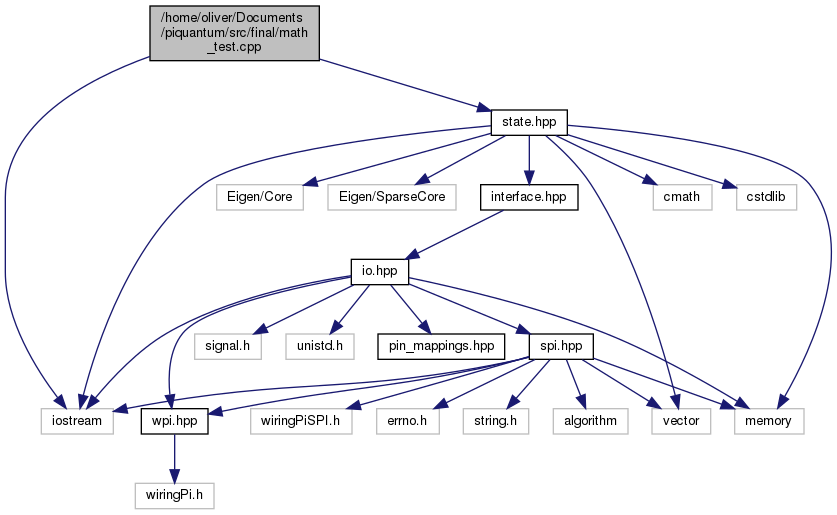 /home/oliver/Documents
/piquantum/src/final/math
_test.cpp
state.hpp
Eigen/Core
Eigen/SparseCore
interface.hpp
cmath
cstdlib
io.hpp
signal.h
unistd.h
pin_mappings.hpp
spi.hpp
iostream
wpi.hpp
wiringPiSPI.h
errno.h
string.h
algorithm
vector
memory
wiringPi.h